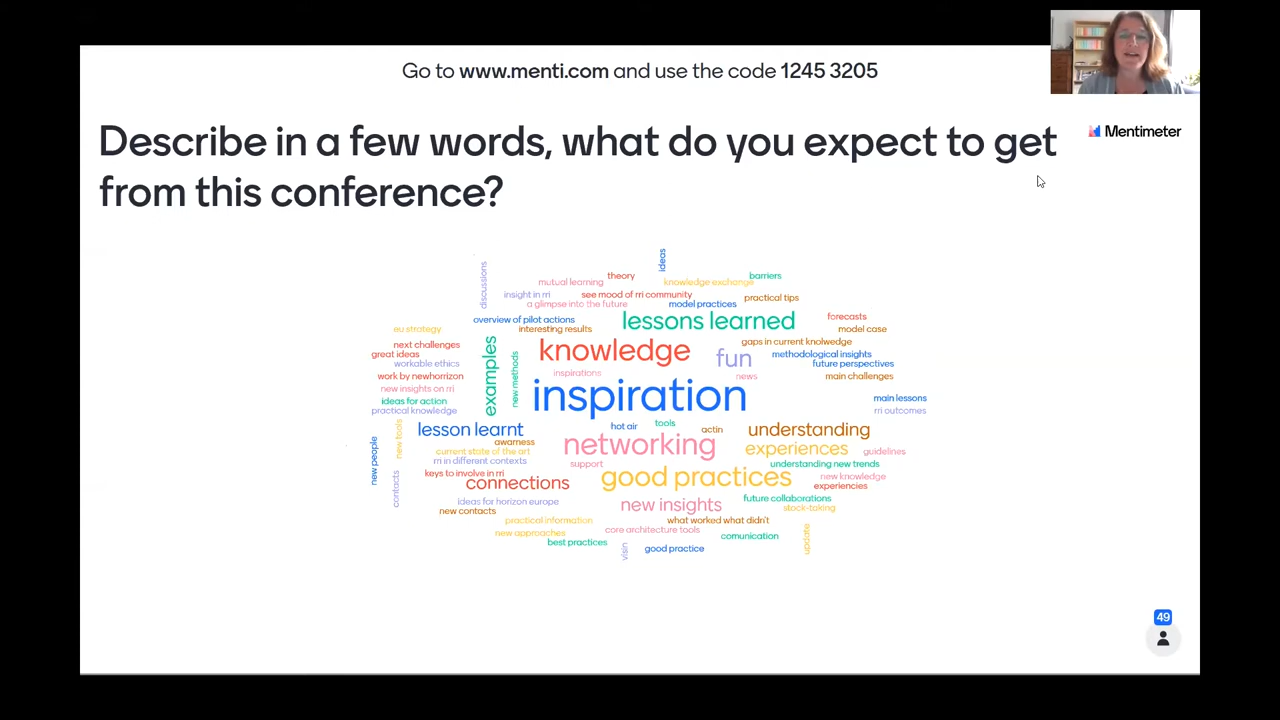 Go to www.menti.com and use the code 1245 3205
Mentimeter
Describe in a few words, what do you expect to get
from this conference?
ideas
discussions
theory
barriers
mutual learning
knowledge exchange
insight in rri
see mood of rri community
practical tips
a glimpse into the future
model practices
overview of pilot actions
lessons learned
forecasts
eu strategy
interesting results
model case
next challenges
examples
knowledge
gaps in current knolwedge
great ideas
new methods
fun
methodological insights
workable ethics
future perspectives
work by newhorrizon
inspirations
news
main challenges
new insights on rri
inspiration
ideas for action
main lessons
practical knowledge
rri outcomes
lesson learnt
hot air
tools
actin
understanding
new tools
awarness
networking
experiences
new people
current state of the art
guidelines
rri in different contexts
support
understanding new trends
keys to involve in rri
good practices
new knowledge
contacts
connections
experiencies
ideas for horizon europe
new insights
future collaborations
new contacts
stock-taking
practical information
what worked what didn't
new approaches
core architecture tools
comunication
update
best practices
visin
good practice
49